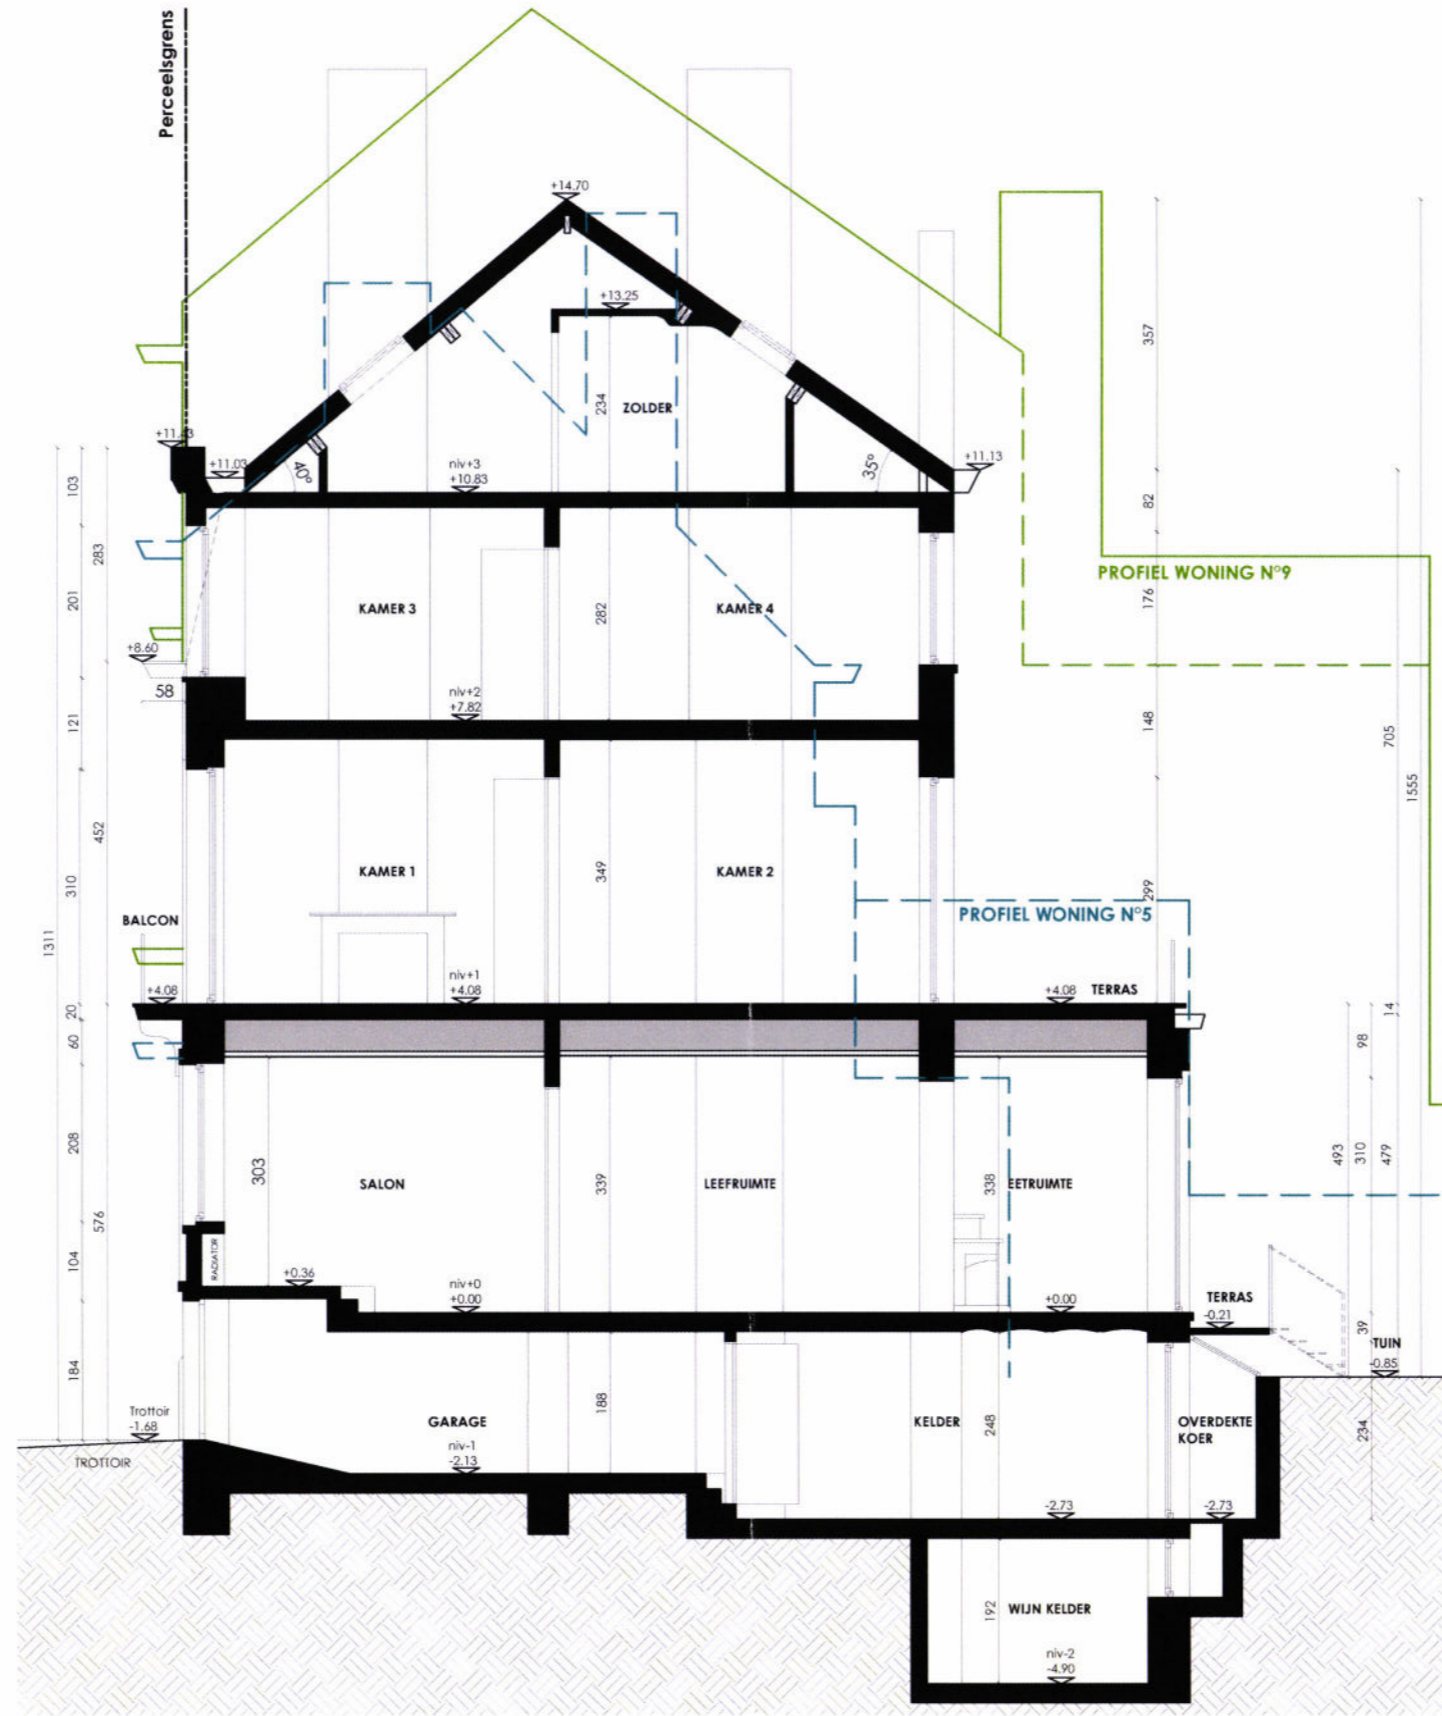 Perceelsgrens
+14.70
+13.25
357
234
ZOLDER
+11.43
+11.03
40°
niv+3
+10.83
35°
+11.13
103
82
283
PROFIEL WONING N°9
201
KAMER 3
282
KAMER 4
176
+8.60
58
niv+2
+7.82
121
148
705
1555
452
310
KAMER 1
349
KAMER 2
299
BALCON
PROFIEL WONING N°5
1311
niv+1
+4.08
+4.08
+4.08
TERRAS
20
14
60
98
208
303
SALON
339
LEEFRUIMTE
338
EETRUIMTE
493
310
479
576
104
RADIATOR
+0.36
niv+0
+0.00
+0.00
TERRAS
-0.21
39
TUIN
-0.85
184
188
Trottoir
-1.68
GARAGE
KELDER
248
OVERDEKTE
KOER
234
TROTTOIR
niv-1
-2.13
-2.73
-2.73
192
WIJN KELDER
niv-2
-4.90